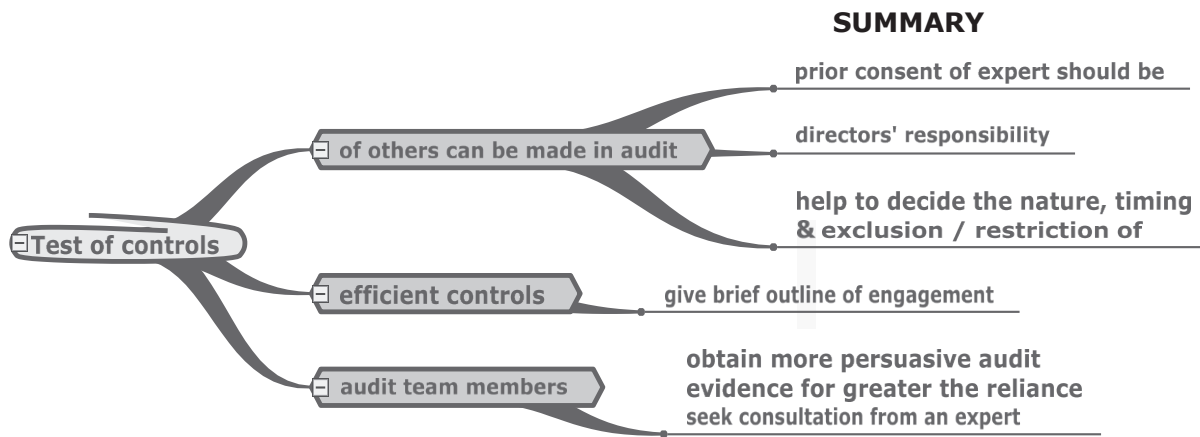 SUMMARY
prior consent of expert should be
of others can be made in audit
directors' responsibility
help to decide the nature, timing
& exclusion / restriction of
Test of controls
efficient controls
give brief outline of engagement
audit team members
obtain more persuasive audit
evidence for greater the reliance
seek consultation from an expert